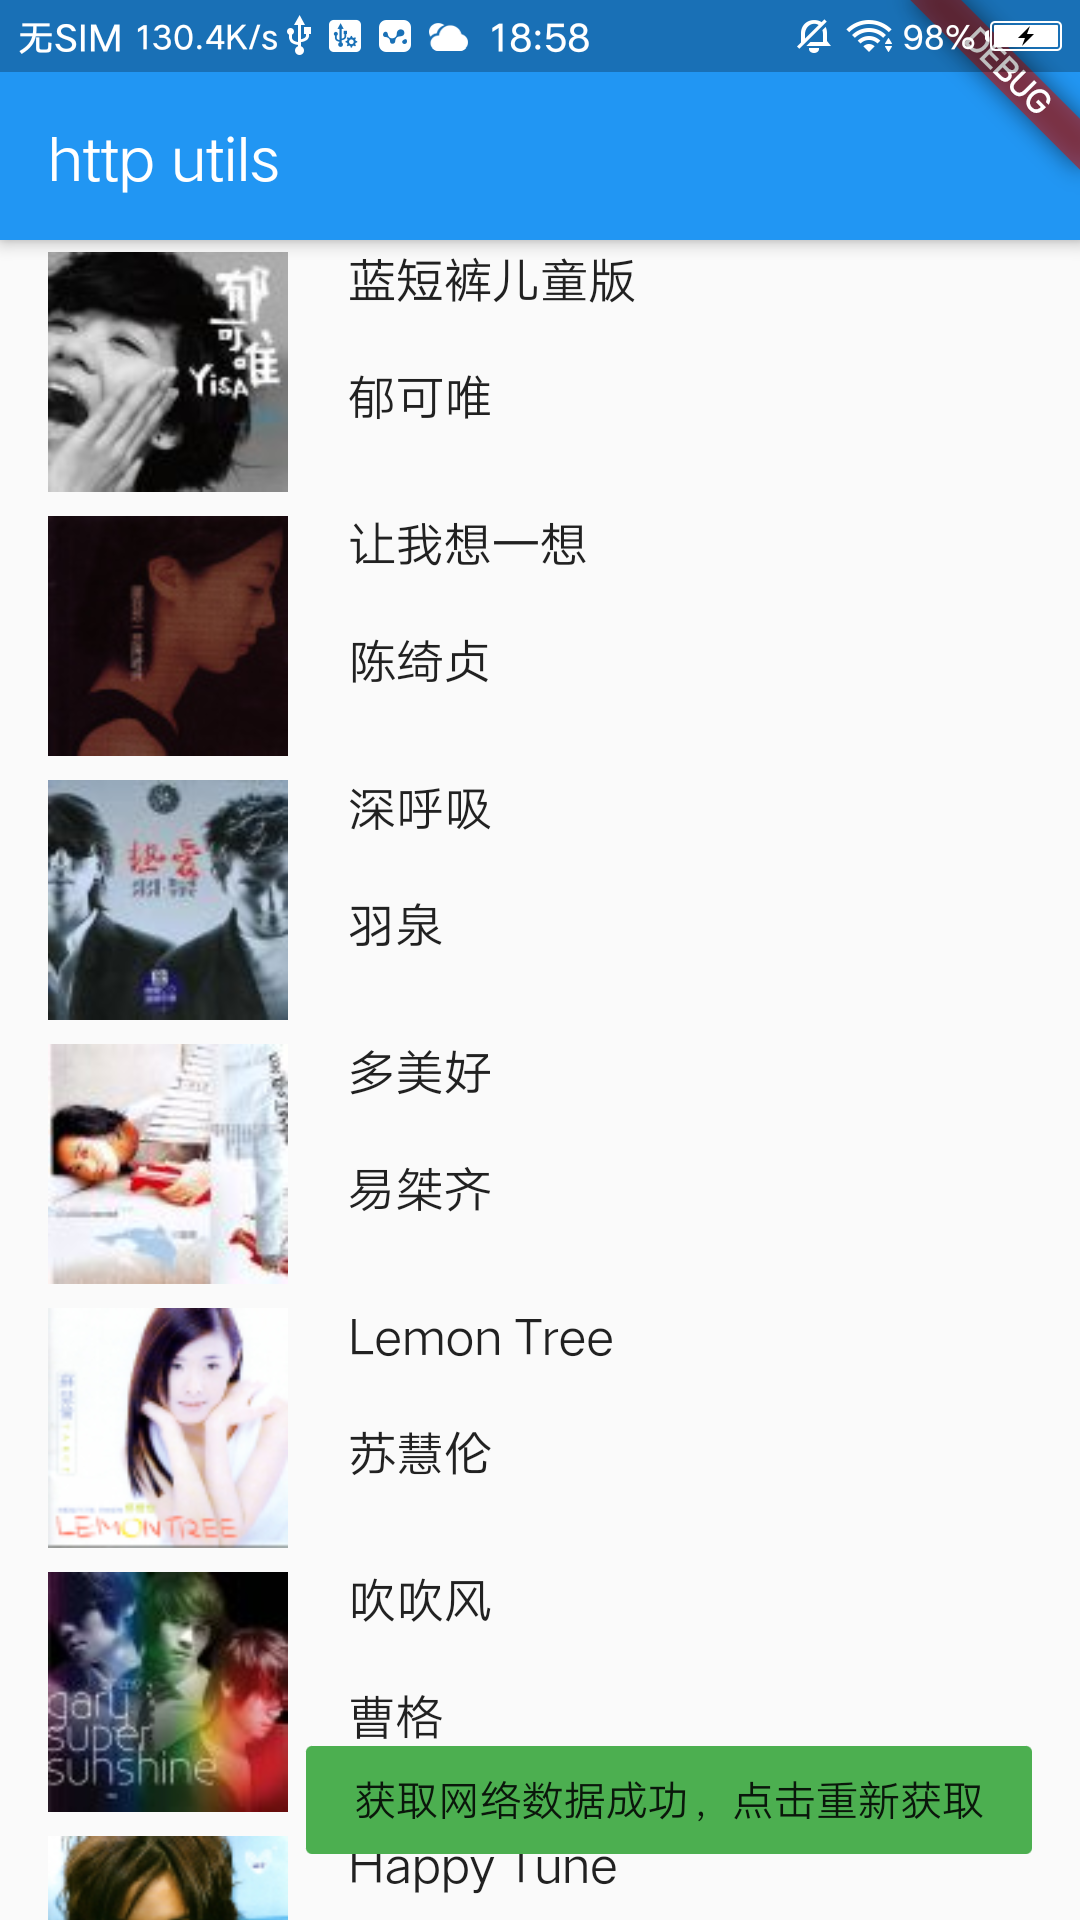 无SIM 130.4K/s 18:58 98%
DEBUG
http utils
郁可唯
YISA
蓝短裤儿童版
郁可唯
让我想一想
陈绮贞
热爱
深呼吸
羽泉
多美好
易桀齐
LEMON TREE
Lemon Tree
苏慧伦
gary
super
sunshine
吹吹风
曹格
获取网络数据成功，点击重新获取
Happy Tune